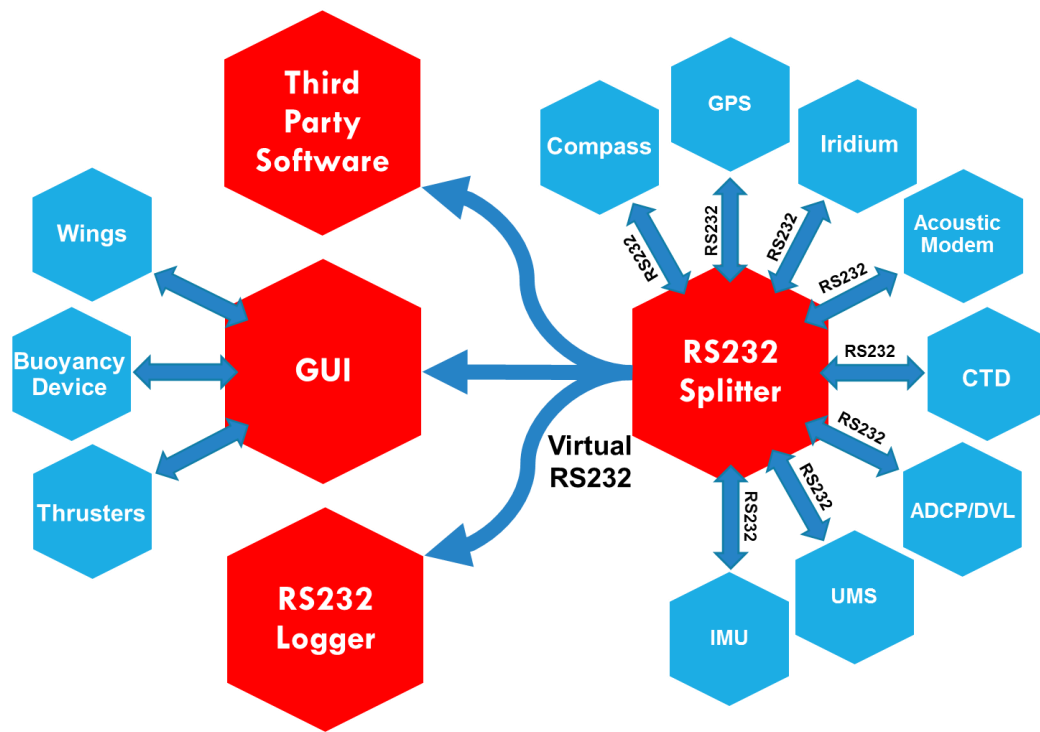 Third
Party
Software
Wings
Buoyancy
Device
Thrusters
GUI
RS232
Logger
Virtual
RS232
RS232
Splitter
Compass
GPS
Iridium
Acoustic
Modem
CTD
ADCP/DVL
UMS
IMU
RS232
RS232
RS232
RS232
RS232
RS232
RS232
RS232